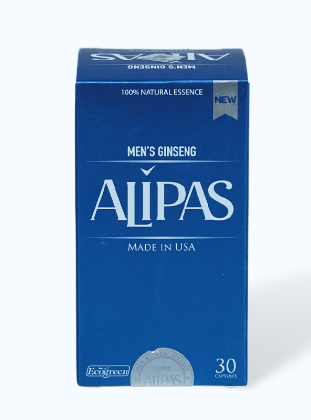 ALIPAS
MEN'S GINSENG
100% NATURAL ESSENCE
NEW
MEN'S GINSENG
ALIPAS
MADE IN USA
Ecogreen
ALIPAS
30
CAPSULES